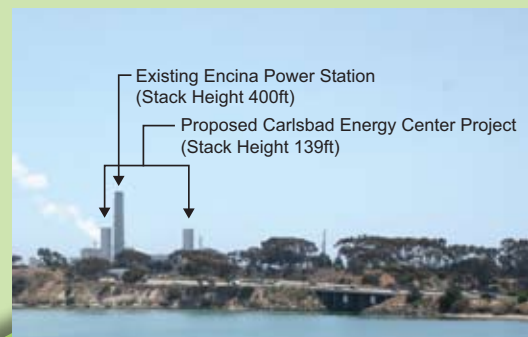 Existing Encina Power Station
(Stack Height 400ft)
Proposed Carlsbad Energy Center Project
(Stack Height 139ft)